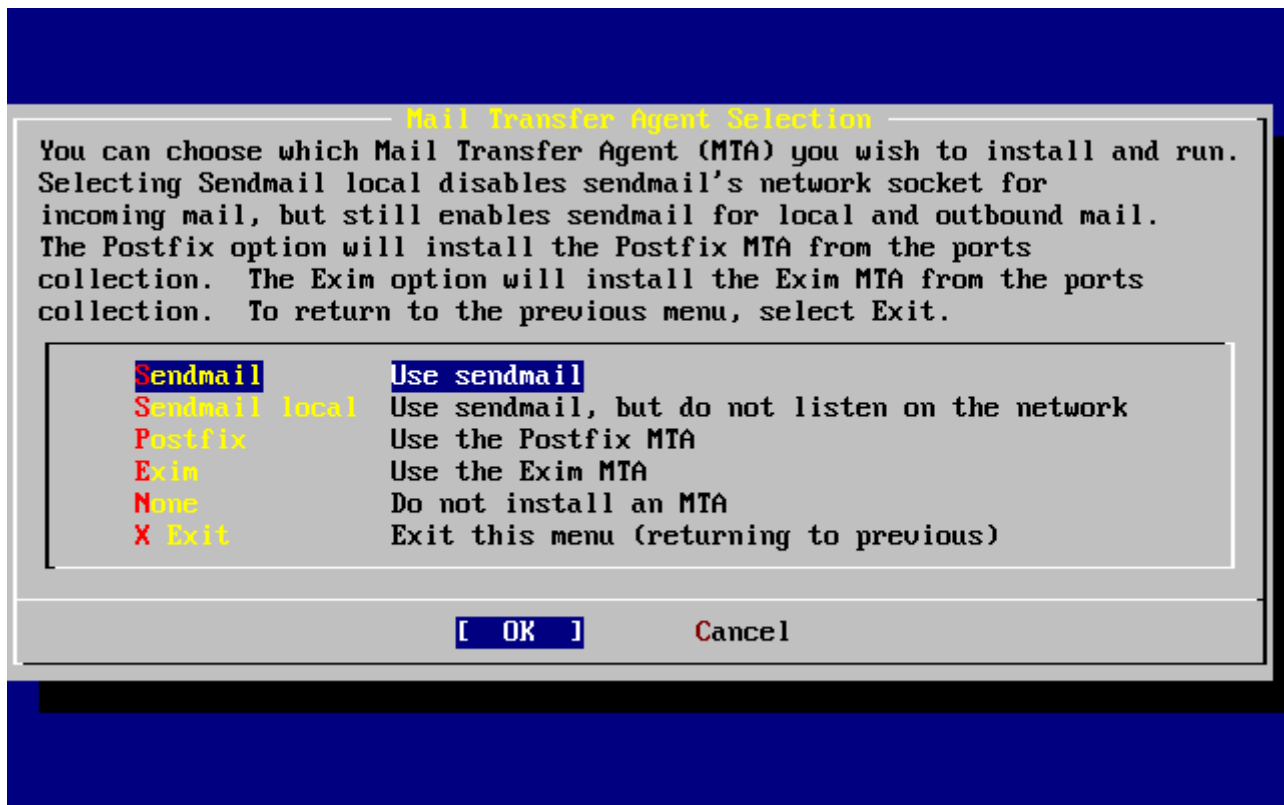 Mail Transfer Agent Selection
You can choose which Mail Transfer Agent (MTA) you wish to install and run.
Selecting Sendmail local disables sendmail's network socket for
incoming mail, but still enables sendmail for local and outbound mail.
The Postfix option will install the Postfix MTA from the ports
collection.  The Exim option will install the Exim MTA from the ports
collection.  To return to the previous menu, select Exit.
Sendmail Use sendmail
Sendmail local Use sendmail, but do not listen on the network
Postfix Use the Postfix MTA
Exim Use the Exim MTA
None Do not install an MTA
X Exit Exit this menu (returning to previous)
[ OK ] Cancel